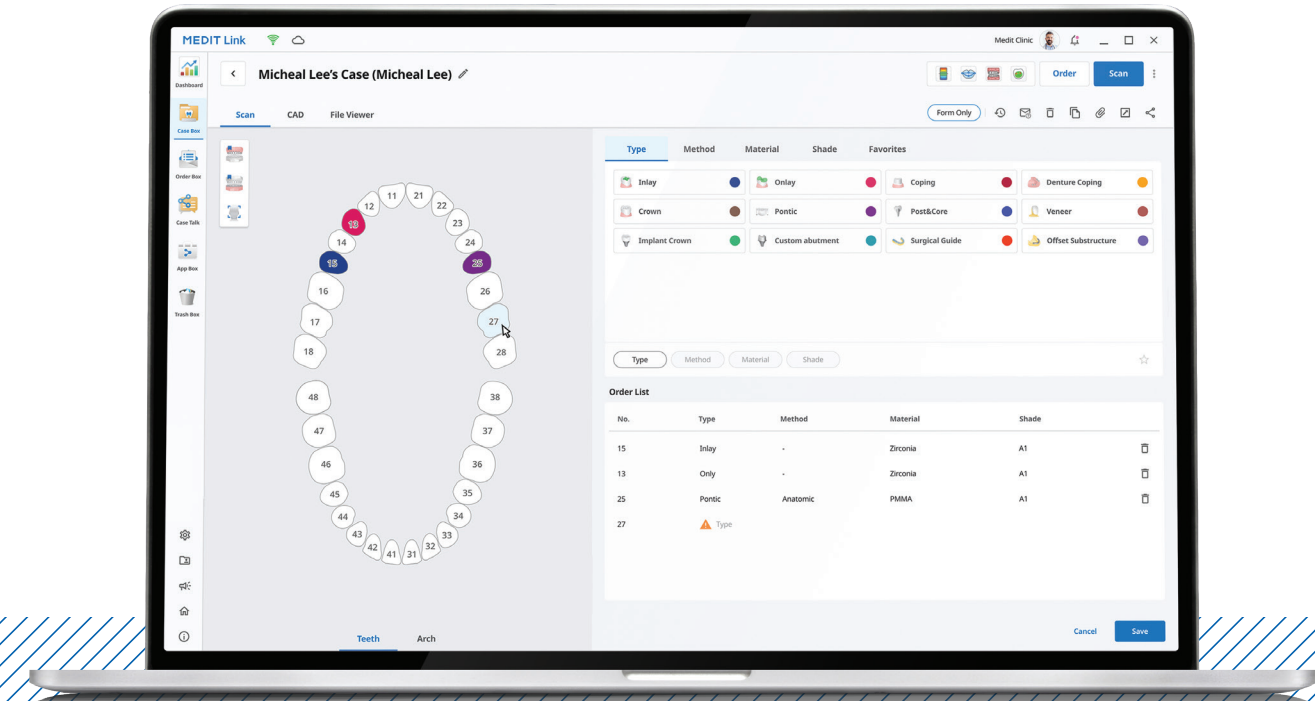 MEDIT Link
Medit Clinic
Dashboard
Micheal Lee's Case (Micheal Lee)
Order
Scan
Case Box
Scan CAD File Viewer
Form Only
Order Box
Case Talk
App Box
Trash Box
11 21
12 22
13 23
14 24
15 25
16 26
17 27
18 28
48 38
47 37
46 36
45 35
44 34
43 33
42 41 31 32
Teeth Arch
Type Method Material Shade Favorites
Inlay Onlay Coping Denture Coping
Crown Pontic Post&Core Veneer
Implant Crown Custom abutment Surgical Guide Offset Substructure
Type Method Material Shade
Order List
No. Type Method Material Shade
15 Inlay - Zirconia A1
13 Only - Zirconia A1
25 Pontic Anatomic PMMA A1
27 Type
Cancel Save